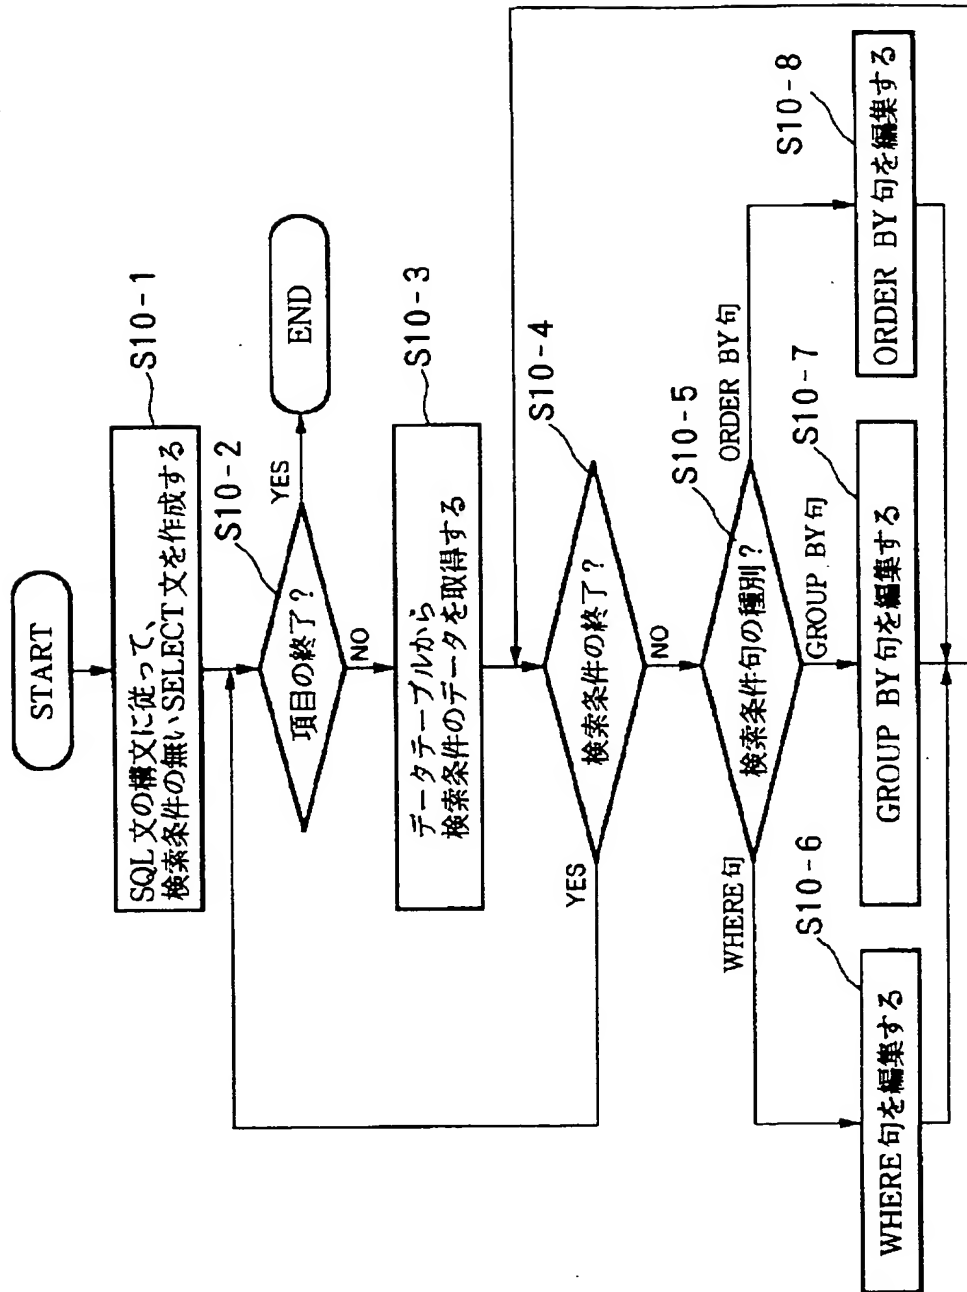 START
SQL文の構文に従って、
検索条件の無いSELECT文を作成する
S10-1
項目の終了?
S10-2
YES
END
NO
データテーブルから
検索条件のデータを取得する
S10-3
検索条件の終了?
S10-4
YES
NO
検索条件句の種別?
S10-5
WHERE句
GROUP BY句
ORDER BY句
WHERE句を編集する
S10-6
GROUP BY句を編集する
S10-7
ORDER BY句を編集する
S10-8